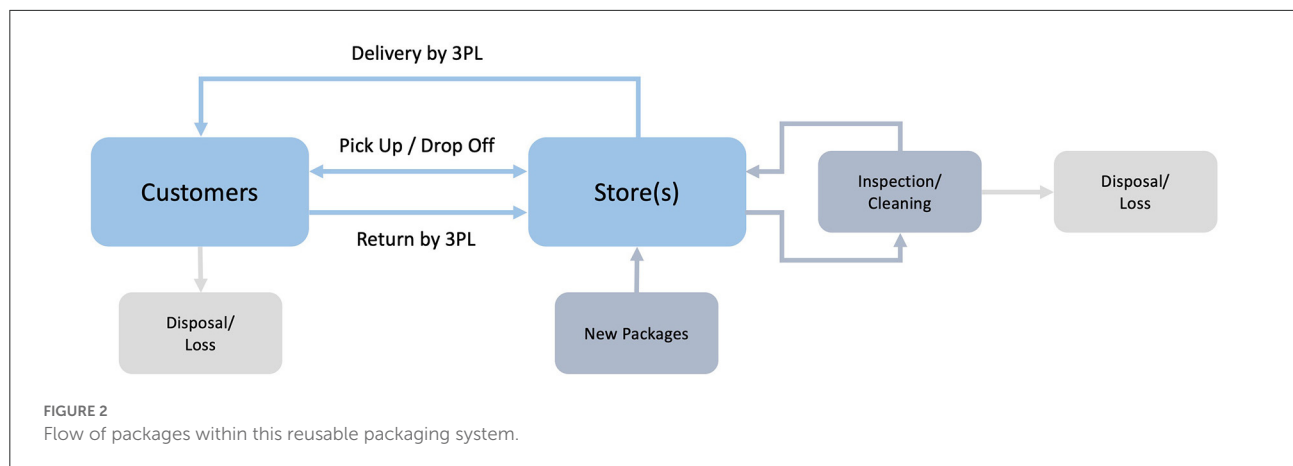 Delivery by 3PL
Pick Up / Drop Off
Customers
Store(s)
Inspection/
Cleaning
Disposal/
Loss
Return by 3PL
Disposal/
Loss
New Packages
FIGURE 2
Flow of packages within this reusable packaging system.